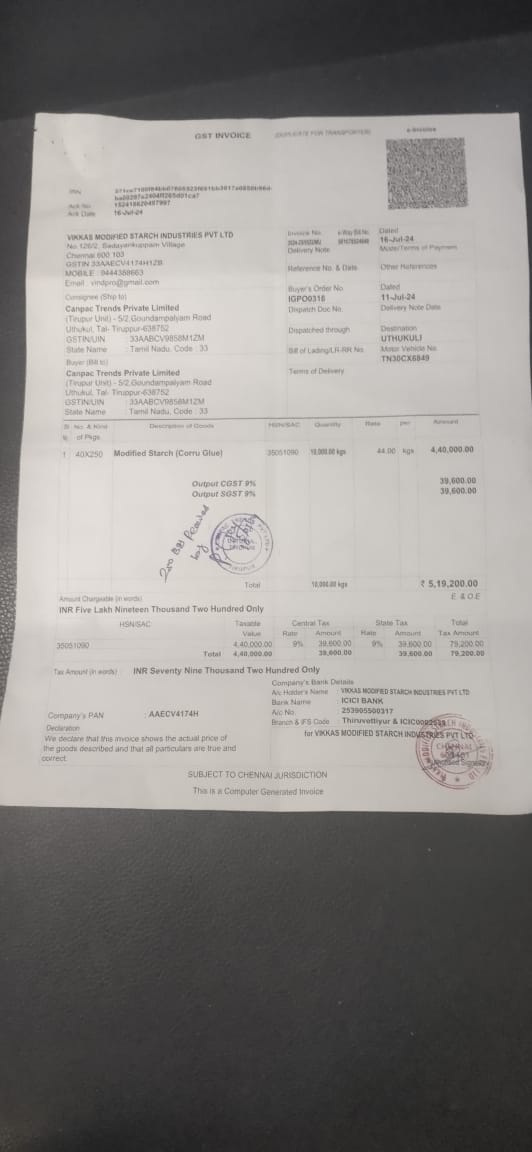 GST INVOICE
(DUPLICATE FOR TRANSPORTER)
e-Invoice
IRN
Ack No. 152418620497997
Ack Date 16-Jul-24
VIKKAS MODIFIED STARCH INDUSTRIES PVT LTD
No.126/2, Sadayankuppam Village
Chennai 600 103
GSTIN 33AAECV4174H1ZB
MOBILE : 9444388663
Email : vindpro@gmail.com
Invoice No. e-Way Bill No. Dated
16-Jul-24
Delivery Note Mode/Terms of Payment
Reference No. & Date. Other References
Buyer's Order No. Dated
IGPO0316 11-Jul-24
Dispatch Doc No. Delivery Note Date
Dispatched through Destination
UTHUKULI
Bill of Lading/LR-RR No. Motor Vehicle No.
TN30CX6849
Terms of Delivery
Consignee (Ship to)
Canpac Trends Private Limited
(Tirupur Unit) - 5/2,Goundampalyam Road
Uthukul, Tal- Tiruppur-638752
GSTIN/UIN : 33AABCV9858M1ZM
State Name : Tamil Nadu, Code : 33
Buyer (Bill to)
Canpac Trends Private Limited
(Tirupur Unit) - 5/2,Goundampalyam Road
Uthukul, Tal- Tiruppur-638752
GSTIN/UIN : 33AABCV9858M1ZM
State Name : Tamil Nadu, Code : 33
Sl No. & Kind Description of Goods HSN/SAC Quantity Rate per Amount
of Pkgs.
1 40X250 Modified Starch (Corru Glue) 35051090 10,000.00 kgs 44.00 kgs 4,40,000.00
Output CGST 9% 39,600.00
Output SGST 9% 39,600.00
Total 10,000.00 kgs ₹ 5,19,200.00
Amount Chargeable (in words) E. & O.E
INR Five Lakh Nineteen Thousand Two Hundred Only
HSN/SAC Taxable Central Tax State Tax Total
Value Rate Amount Rate Amount Tax Amount
35051090 4,40,000.00 9% 39,600.00 9% 39,600.00 79,200.00
Total 4,40,000.00 39,600.00 39,600.00 79,200.00
Tax Amount (in words) : INR Seventy Nine Thousand Two Hundred Only
Company's Bank Details
A/c Holder's Name : VIKKAS MODIFIED STARCH INDUSTRIES PVT LTD
Bank Name : ICICI BANK
A/c No. : 253905500317
Branch & IFS Code : Thiruvottiyur &
Company's PAN : AAECV4174H
Declaration
We declare that this invoice shows the actual price of
the goods described and that all particulars are true and
correct.
for VIKKAS MODIFIED STARCH INDUSTRIES PVT LTD
CHENNAI
Authorised Signatory
SUBJECT TO CHENNAI JURISDICTION
This is a Computer Generated Invoice